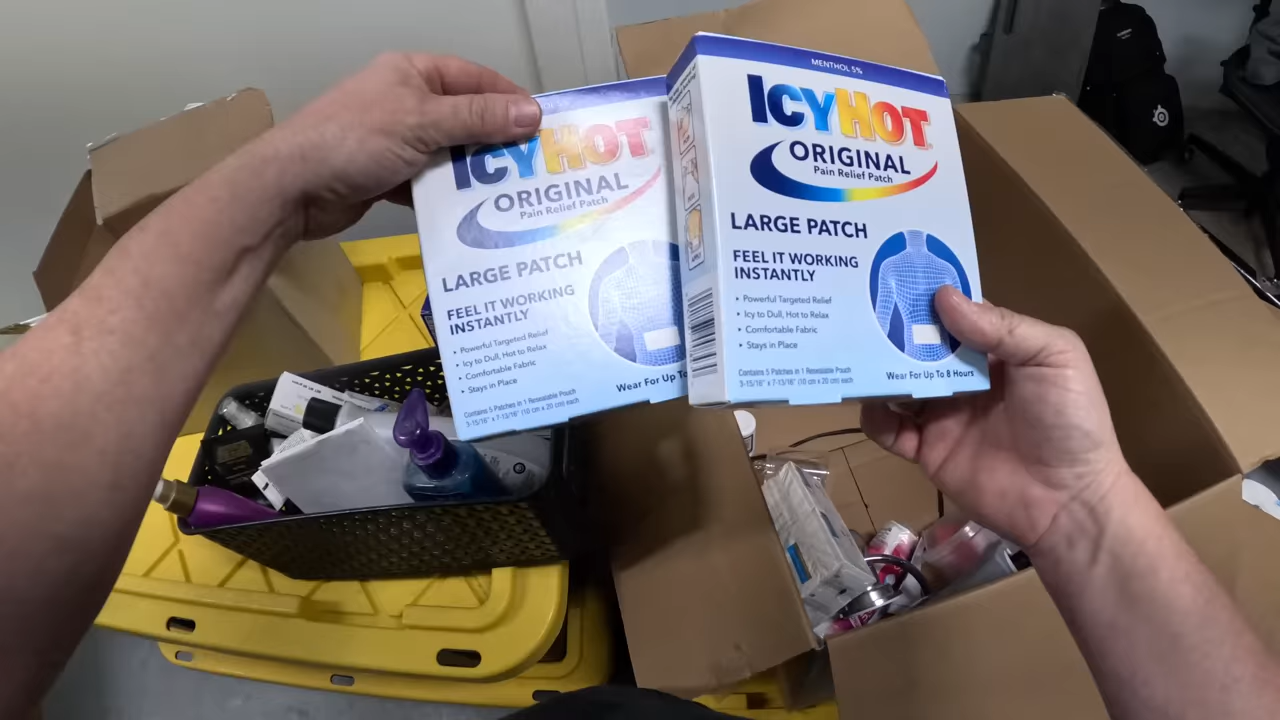 ICYHOT
ORIGINAL
Pain Relief Patch
LARGE PATCH
FEEL IT WORKING
INSTANTLY
• Powerful Targeted Relief
• Icy to Dull, Hot to Relax
• Comfortable Fabric
• Stays in Place
Wear For Up To
Contains 5 Patches in 1 Resealable Pouch
3-15/16" x 7-13/16" (10 cm x 20 cm) each
MENTHOL 5%
ICYHOT
ORIGINAL
Pain Relief Patch
LARGE PATCH
FEEL IT WORKING
INSTANTLY
• Powerful Targeted Relief
• Icy to Dull, Hot to Relax
• Comfortable Fabric
• Stays in Place
Contains 5 Patches in 1 Resealable Pouch
3-15/16" x 7-13/16" (10 cm x 20 cm) each
Wear For Up To 8 Hours
APPLY